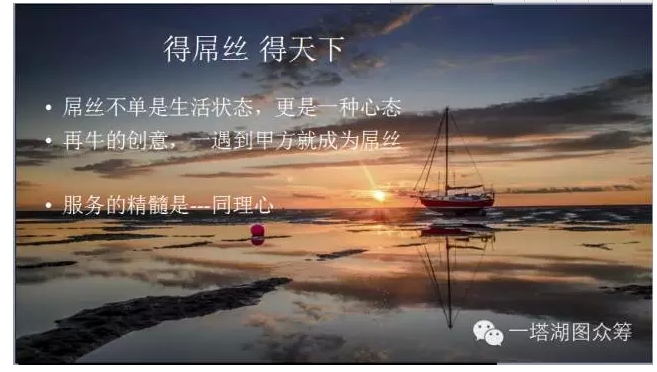 得屌丝 得天下
• 屌丝不单是生活状态，更是一种心态
• 再牛的创意，一遇到甲方就成为屌丝
• 服务的精髓是---同理心
一塔湖图众筹